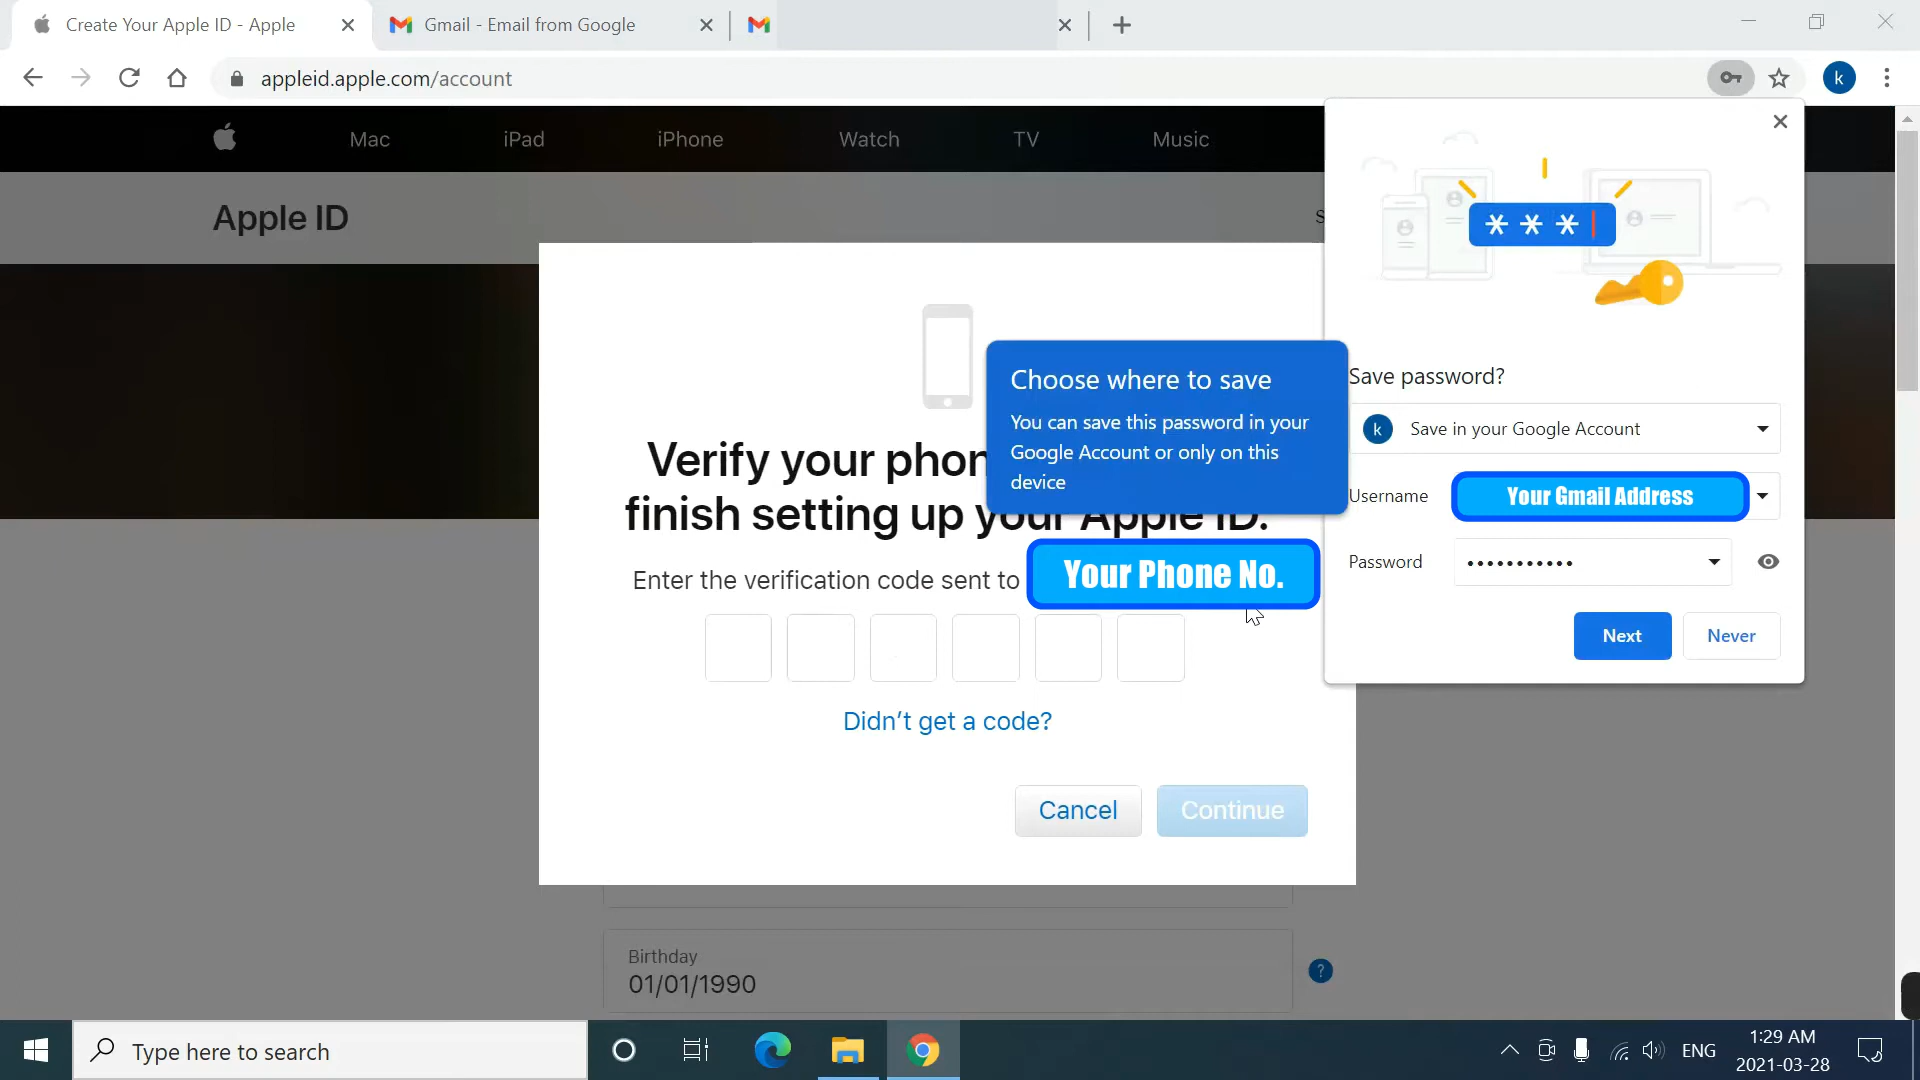 Create Your Apple ID - Apple
Gmail - Email from Google
appleid.apple.com/account
k
Mac
iPad
iPhone
Watch
TV
Music
Apple ID
S
***
Verify your phon
finish setting up your Apple ID.
Enter the verification code sent to
Your Phone No.
Didn't get a code?
Cancel
Continue
Choose where to save
You can save this password in your
Google Account or only on this
device
Save password?
k
Save in your Google Account
Username
Your Gmail Address
Password
•••••••••••
Next
Never
Birthday
01/01/1990
?
Type here to search
ENG
1:29 AM
2021-03-28